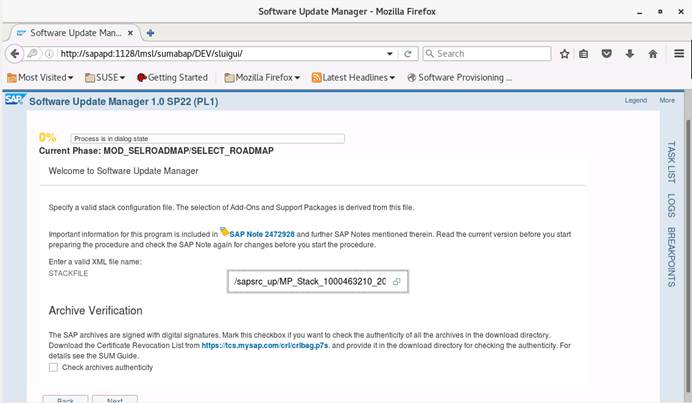 Software Update Manager - Mozilla Firefox
Software Update Man...
http://sapapd:1128/lmsl/sumabap/DEV/sluigui/
Search
Most Visited
SUSE
Getting Started
Mozilla Firefox
Latest Headlines
Software Provisioning ...
SAP Software Update Manager 1.0 SP22 (PL1)
Legend
More
0%
Process is in dialog state
Current Phase: MOD_SELROADMAP/SELECT_ROADMAP
Welcome to Software Update Manager
Specify a valid stack configuration file. The selection of Add-Ons and Support Packages is derived from this file.
Important information for this program is included in SAP Note 2472928 and further SAP Notes mentioned therein. Read the current version before you start
preparing the procedure and check the SAP Note again for changes before you start the procedure.
Enter a valid XML file name:
STACKFILE
/sapsrc_up/MP_Stack_1000463210_20
Archive Verification
The SAP archives are signed with digital signatures. Mark this checkbox if you want to check the authenticity of all the archives in the download directory.
Download the Certificate Revocation List from https://tcs.mysap.com/crl/crlbag.p7s. and provide it in the download directory for checking the authenticity. For
details see the SUM Guide.
Check archives authenticity
Back
Next
TASK LIST
LOGS
BREAKPOINTS